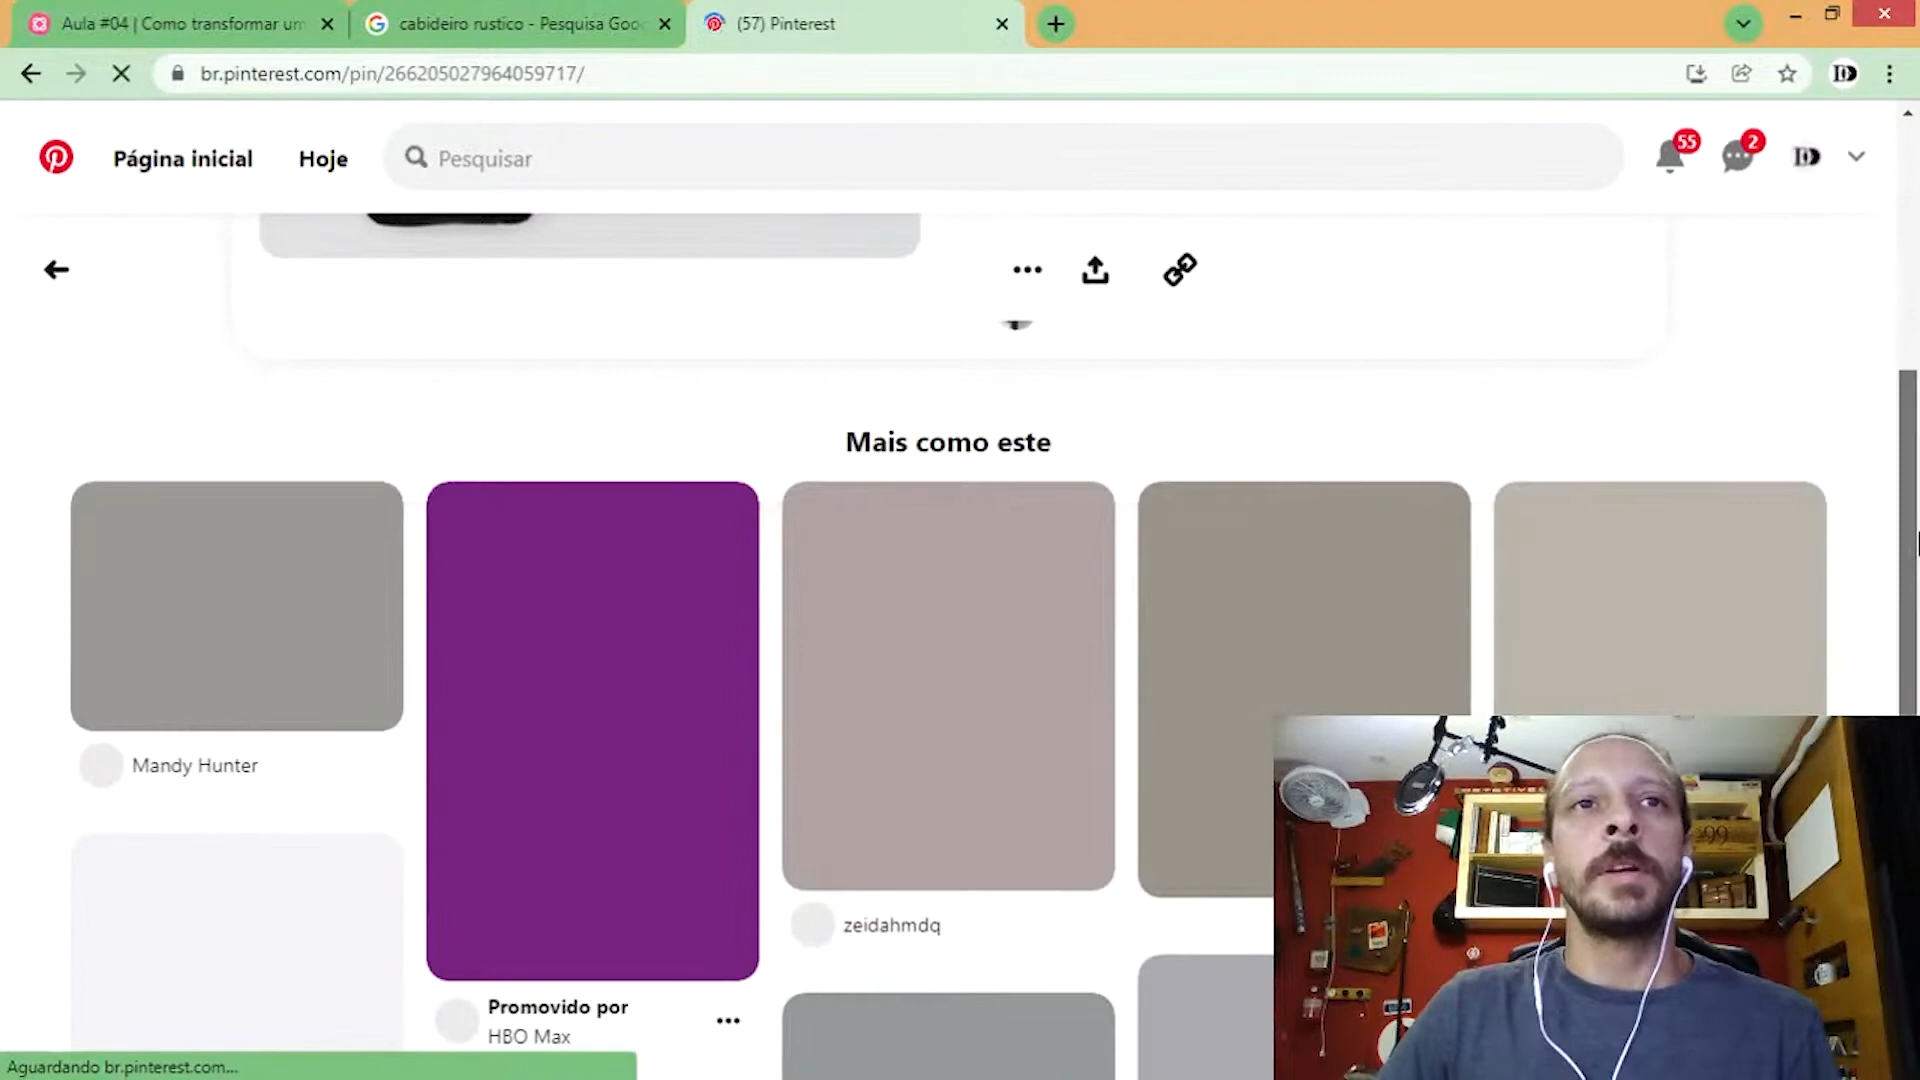 Aula #04 | Como transformar um
cabideiro rustico - Pesquisa Goo
(57) Pinterest
br.pinterest.com/pin/266205027964059717/
Página inicial
Hoje
Pesquisar
55
2
Mais como este
Mandy Hunter
zeidahmdq
Promovido por
HBO Max
99
Aguardando br.pinterest.com...